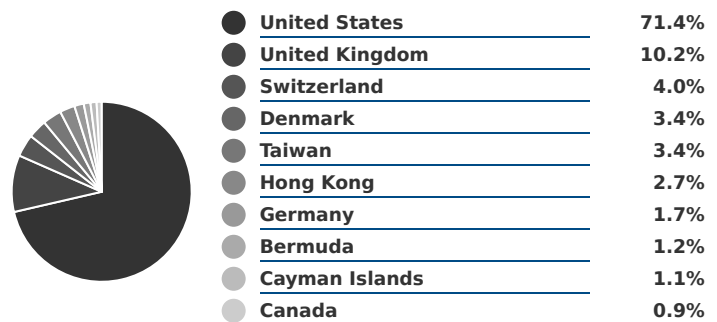 United States 71.4%
United Kingdom 10.2%
Switzerland 4.0%
Denmark 3.4%
Taiwan 3.4%
Hong Kong 2.7%
Germany 1.7%
Bermuda 1.2%
Cayman Islands 1.1%
Canada 0.9%